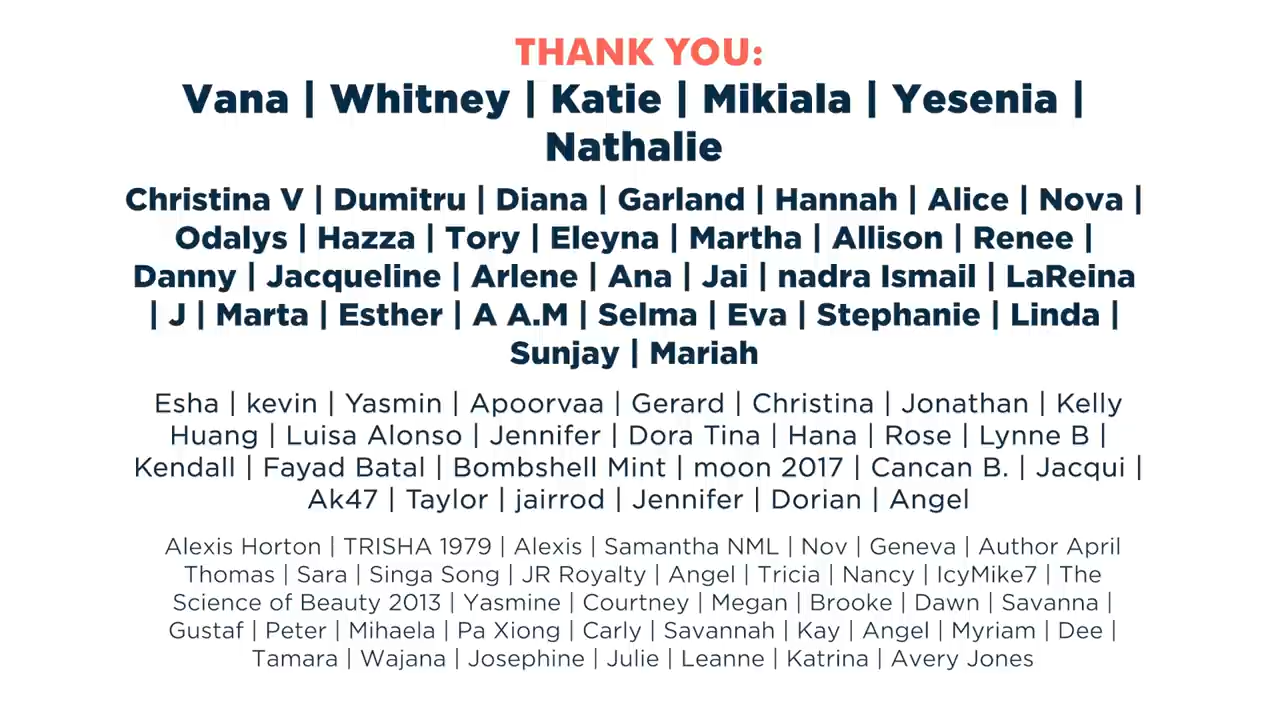 THANK YOU:
Vana | Whitney | Katie | Mikiala | Yesenia |
Nathalie
Christina V | Dumitru | Diana | Garland | Hannah | Alice | Nova |
Odalys | Hazza | Tory | Eleyna | Martha | Allison | Renee |
Danny | Jacqueline | Arlene | Ana | Jai | nadra Ismail | LaReina
| J | Marta | Esther | A A.M | Selma | Eva | Stephanie | Linda |
Sunjay | Mariah
Esha | kevin | Yasmin | Apoorvaa | Gerard | Christina | Jonathan | Kelly
Huang | Luisa Alonso | Jennifer | Dora Tina | Hana | Rose | Lynne B |
Kendall | Fayad Batal | Bombshell Mint | moon 2017 | Cancan B. | Jacqui |
Ak47 | Taylor | jairrod | Jennifer | Dorian | Angel
Alexis Horton | TRISHA 1979 | Alexis | Samantha NML | Nov | Geneva | Author April
Thomas | Sara | Singa Song | JR Royalty | Angel | Tricia | Nancy | IcyMike7 | The
Science of Beauty 2013 | Yasmine | Courtney | Megan | Brooke | Dawn | Savanna |
Gustaf | Peter | Mihaela | Pa Xiong | Carly | Savannah | Kay | Angel | Myriam | Dee |
Tamara | Wajana | Josephine | Julie | Leanne | Katrina | Avery Jones